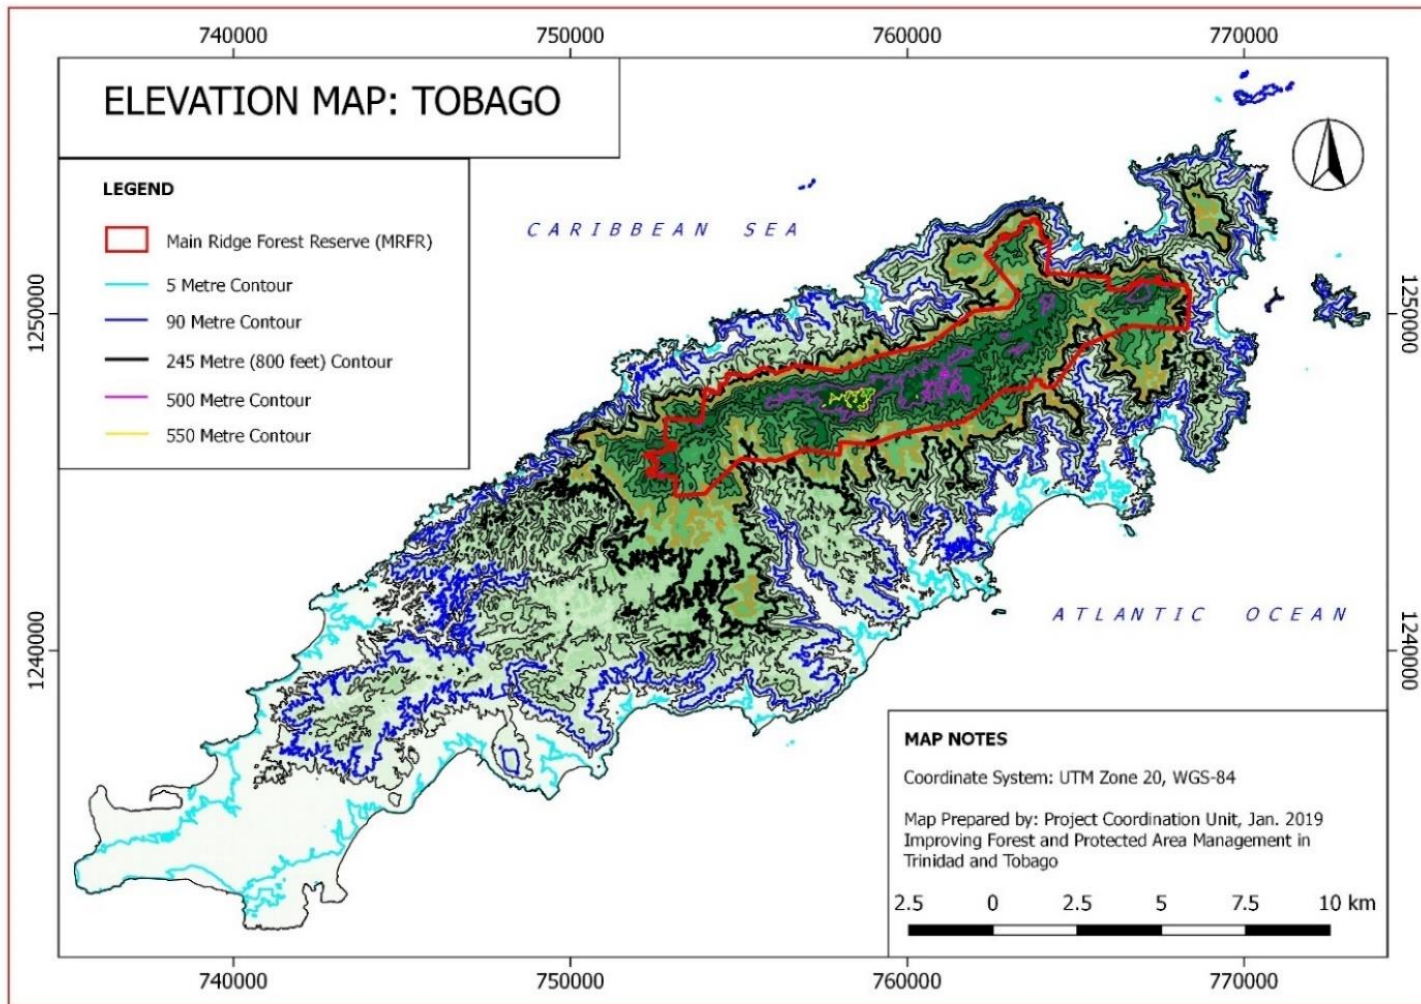 740000 750000 760000 770000
ELEVATION MAP: TOBAGO
LEGEND
Main Ridge Forest Reserve (MRFR)
5 Metre Contour
90 Metre Contour
245 Metre (800 feet) Contour
500 Metre Contour
550 Metre Contour
CARIBBEAN SEA
1250000
1250000
ATLANTIC OCEAN
1240000
1240000
MAP NOTES
Coordinate System: UTM Zone 20, WGS-84
Map Prepared by: Project Coordination Unit, Jan. 2019
Improving Forest and Protected Area Management in
Trinidad and Tobago
2.5 0 2.5 5 7.5 10 km
740000 750000 760000 770000